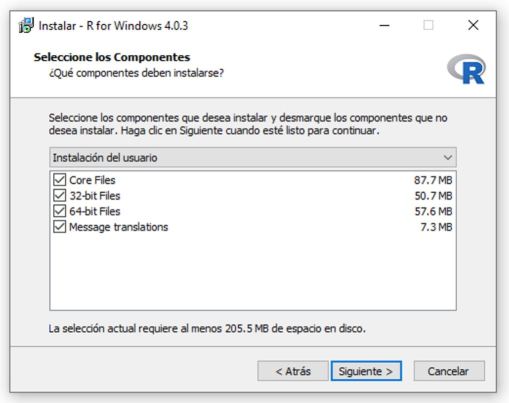 Instalar - R for Windows 4.0.3
Seleccione los Componentes
¿Qué componentes deben instalarse?
R
Seleccione los componentes que desea instalar y desmarque los componentes que no
desea instalar. Haga clic en Siguiente cuando esté listo para continuar.
Instalación del usuario
Core Files 87.7 MB
32-bit Files 50.7 MB
64-bit Files 57.6 MB
Message translations 7.3 MB
La selección actual requiere al menos 205.5 MB de espacio en disco.
< Atrás Siguiente > Cancelar